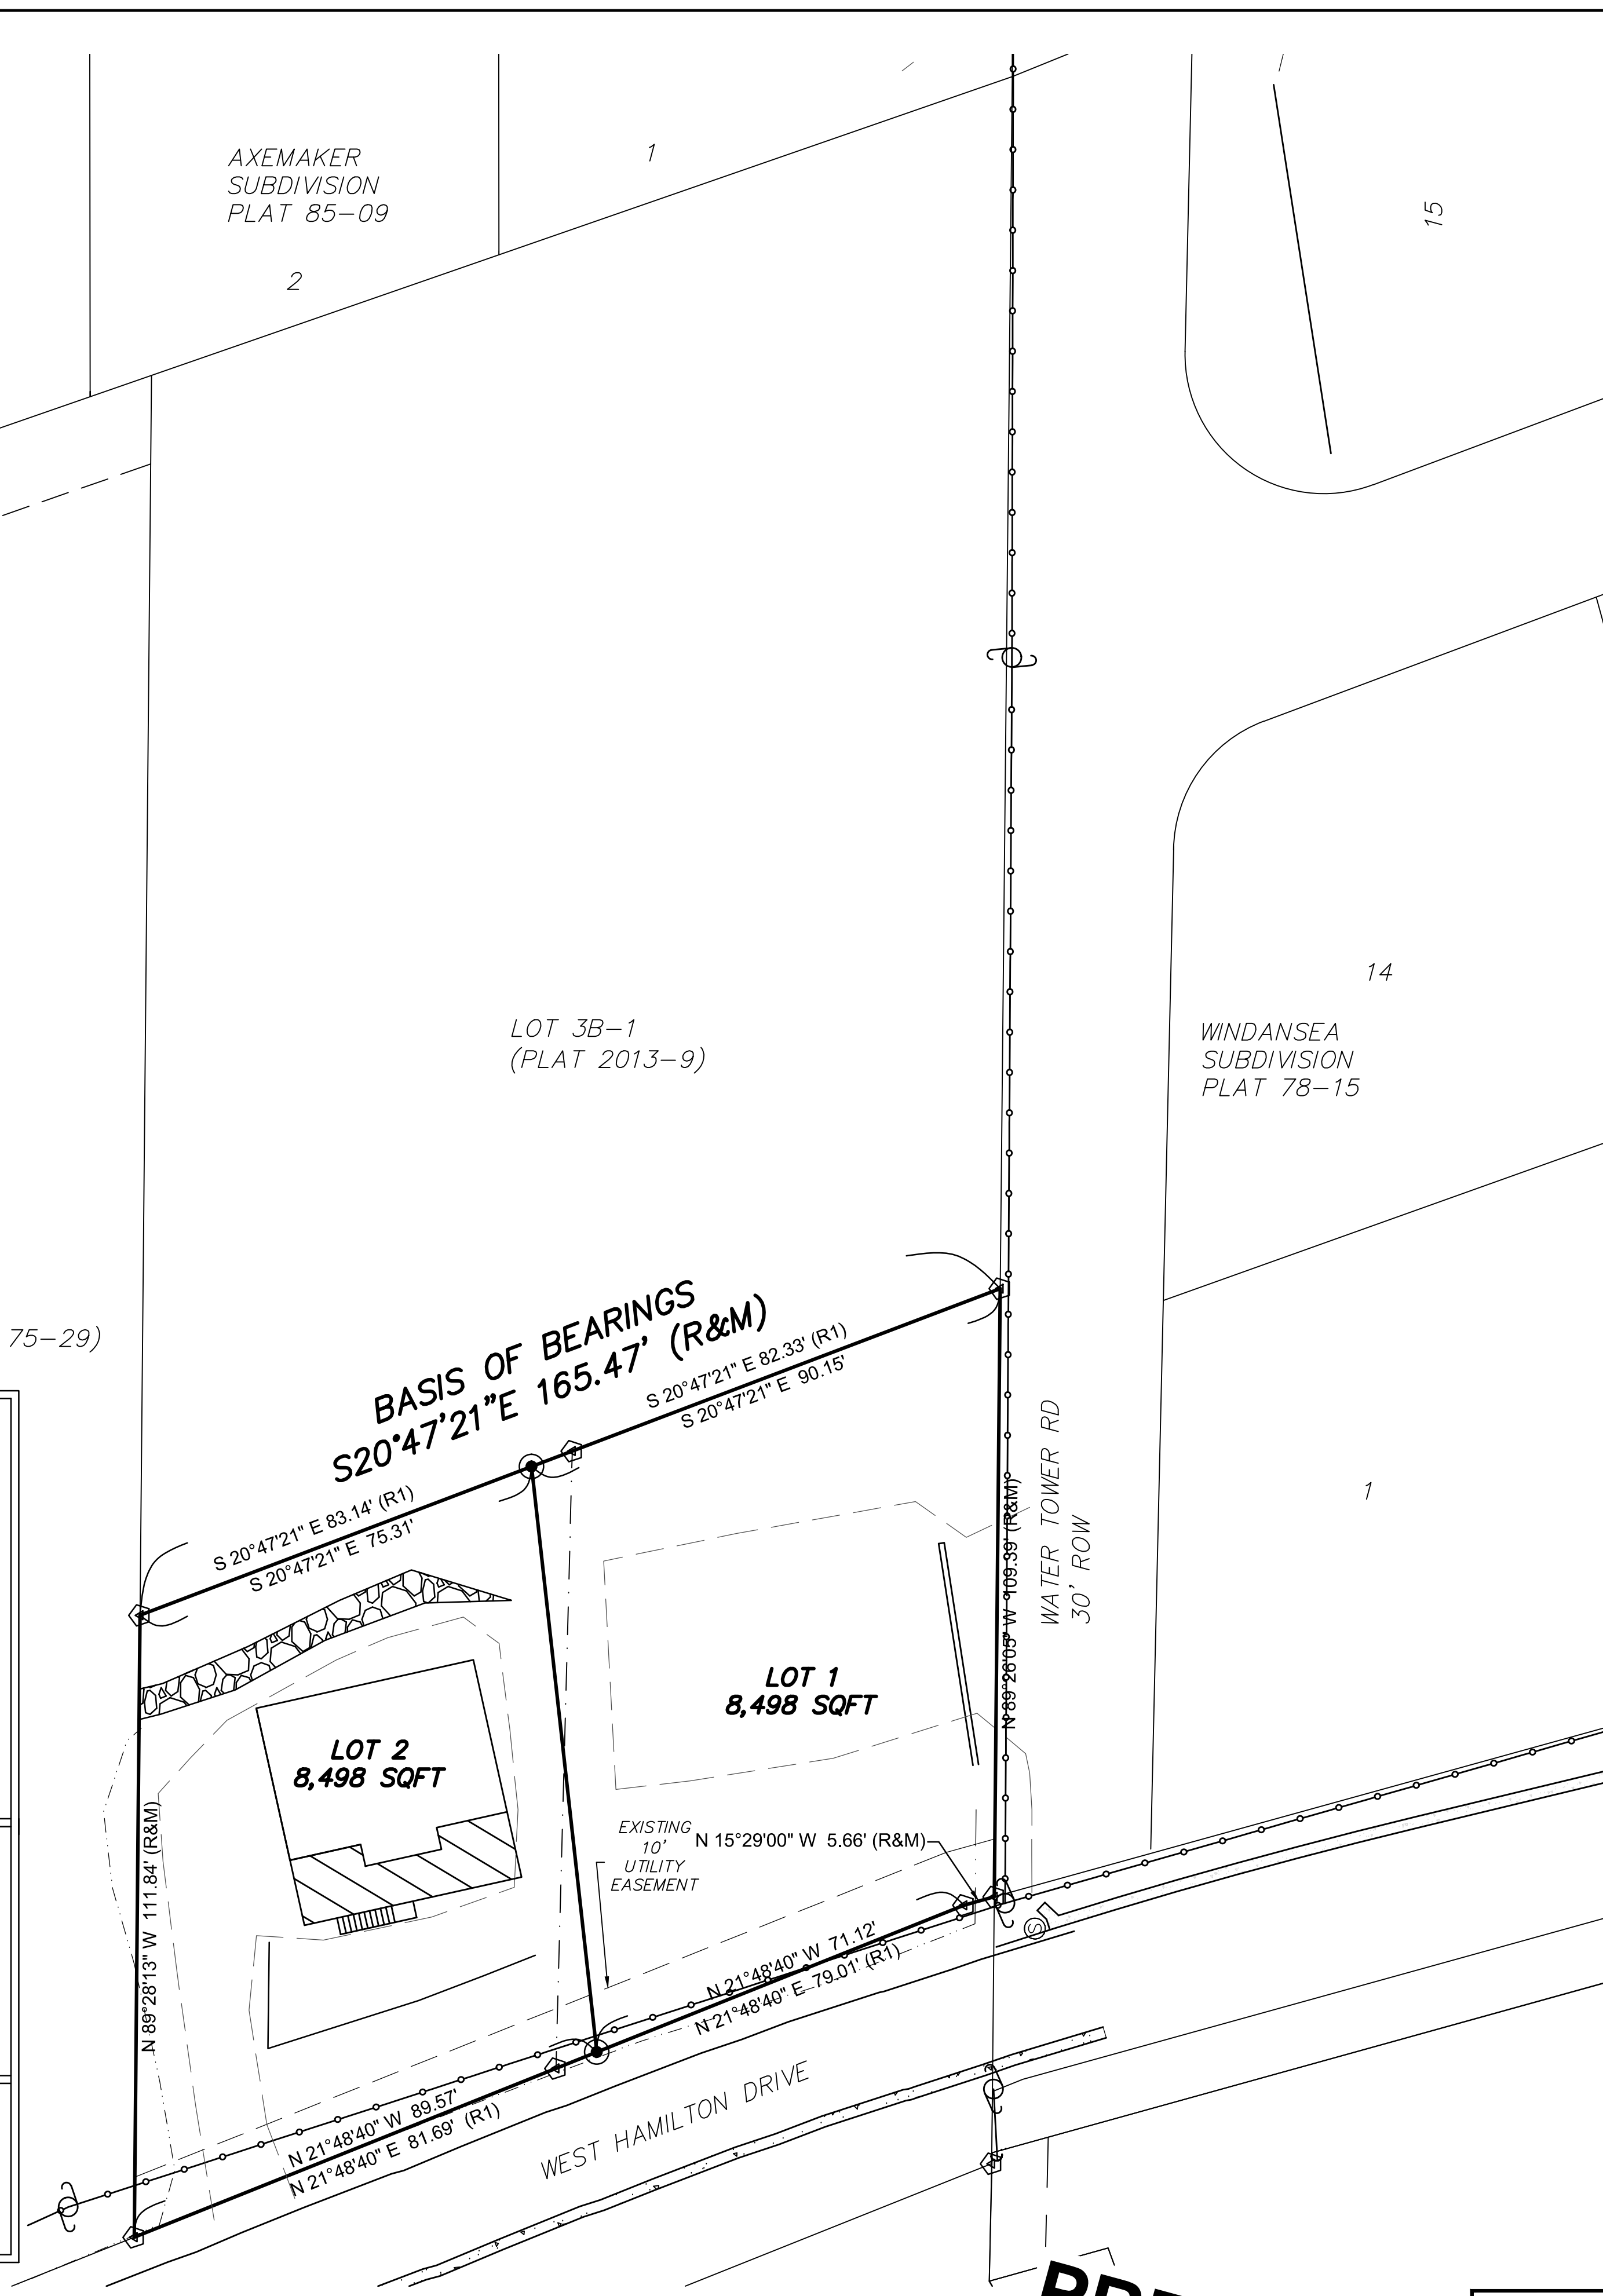 AXEMAKER
SUBDIVISION
PLAT 85-09
1
2
15
14
WINDANSEA
SUBDIVISION
PLAT 78-15
LOT 3B-1
(PLAT 2013-9)
75-29)
BASIS OF BEARINGS
S20°47'21"E 165.47' (R&M)
S 20°47'21" E 82.33' (R1)
S 20°47'21" E 90.15'
S 20°47'21" E 83.14' (R1)
S 20°47'21" E 75.31'
WATER TOWER RD
30' ROW
1
N 89°26'05" W 109.39' (R&M)
LOT 1
8,498 SQFT
LOT 2
8,498 SQFT
N 89°28'13" W 111.84' (R&M)
EXISTING
10'
UTILITY
EASEMENT
N 15°29'00" W 5.66' (R&M)
S
N 21°48'40" W 71.12'
N 21°48'40" E 79.01' (R1)
N 21°48'40" W 89.57'
N 21°48'40" E 81.69' (R1)
WEST HAMILTON DRIVE